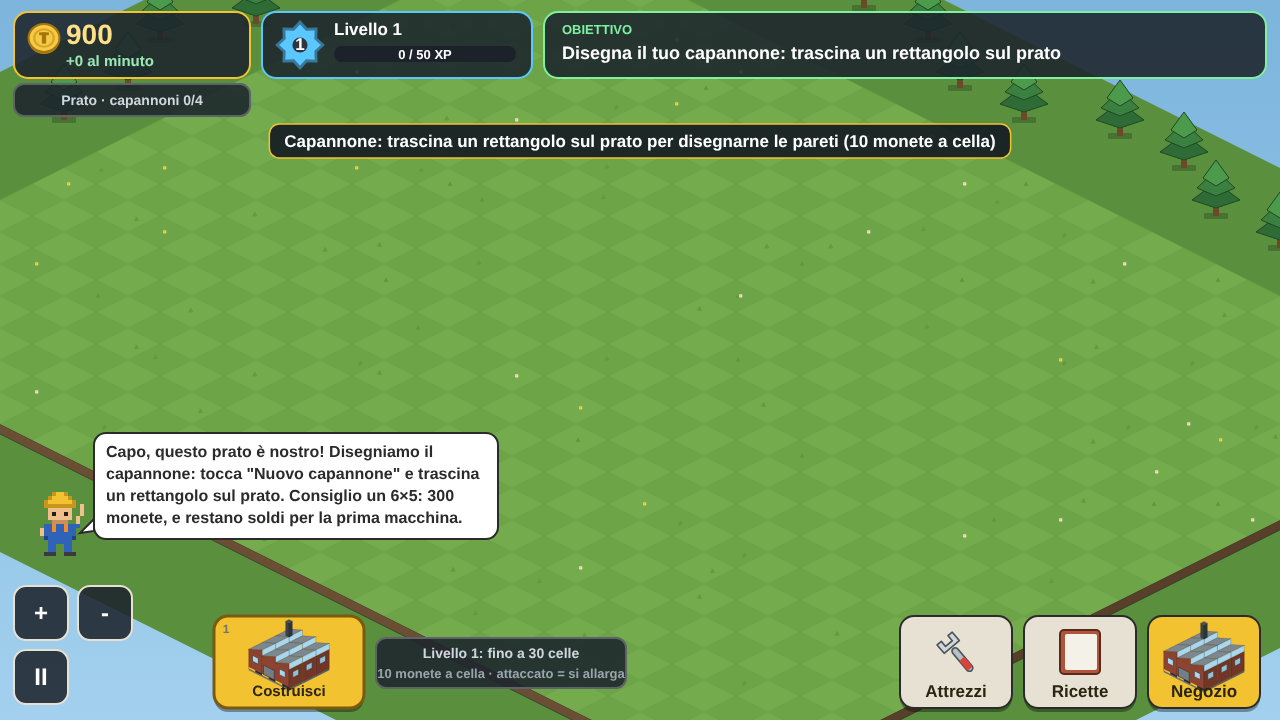 900
+0 al minuto
Prato · capannoni 0/4
1
Livello 1
0 / 50 XP
OBIETTIVO
Disegna il tuo capannone: trascina un rettangolo sul prato
Capannone: trascina un rettangolo sul prato per disegnarne le pareti (10 monete a cella)
Capo, questo prato è nostro! Disegniamo il
capannone: tocca "Nuovo capannone" e trascina
un rettangolo sul prato. Consiglio un 6×5: 300
monete, e restano soldi per la prima macchina.
+
-
II
1
Costruisci
Livello 1: fino a 30 celle
10 monete a cella · attaccato = si allarga
Attrezzi
Ricette
Negozio